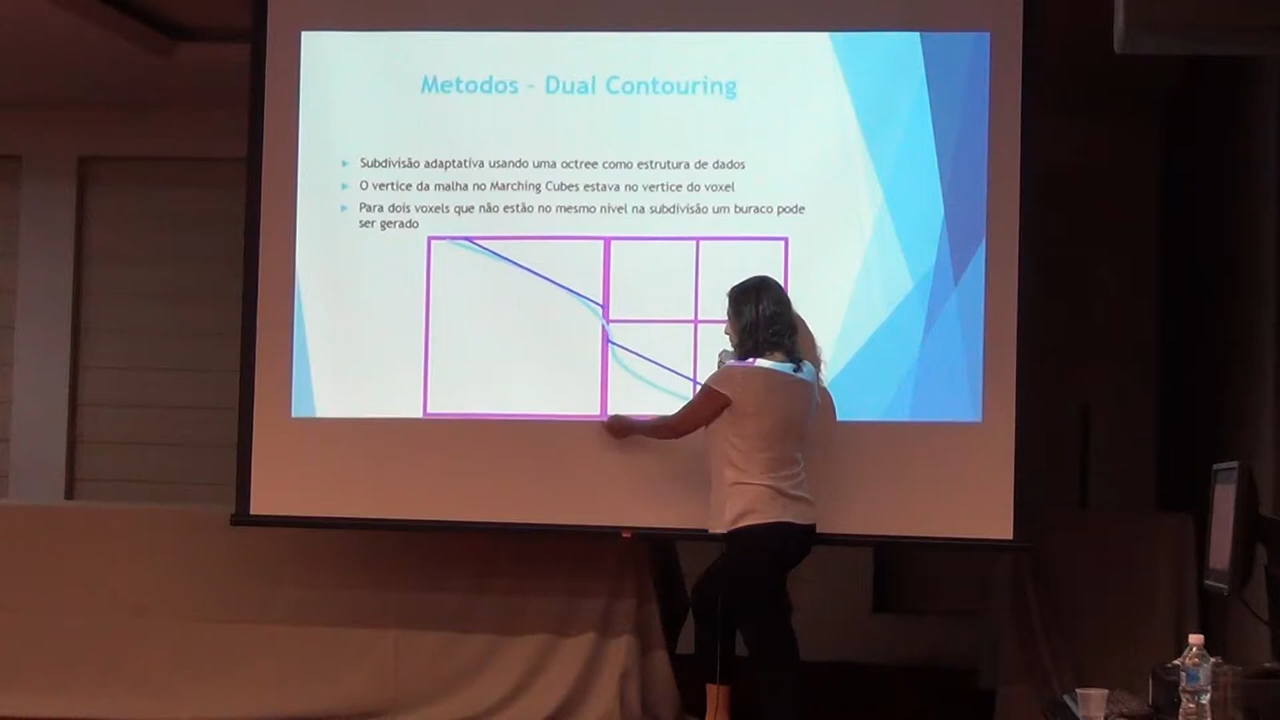 Metodos - Dual Contouring
Subdivisão adaptativa usando uma octree como estrutura de dados
O vertice da malha no Marching Cubes estava no vertice do voxel
Para dois voxels que não estão no mesmo nivel na subdivisão um buraco pode
ser gerado